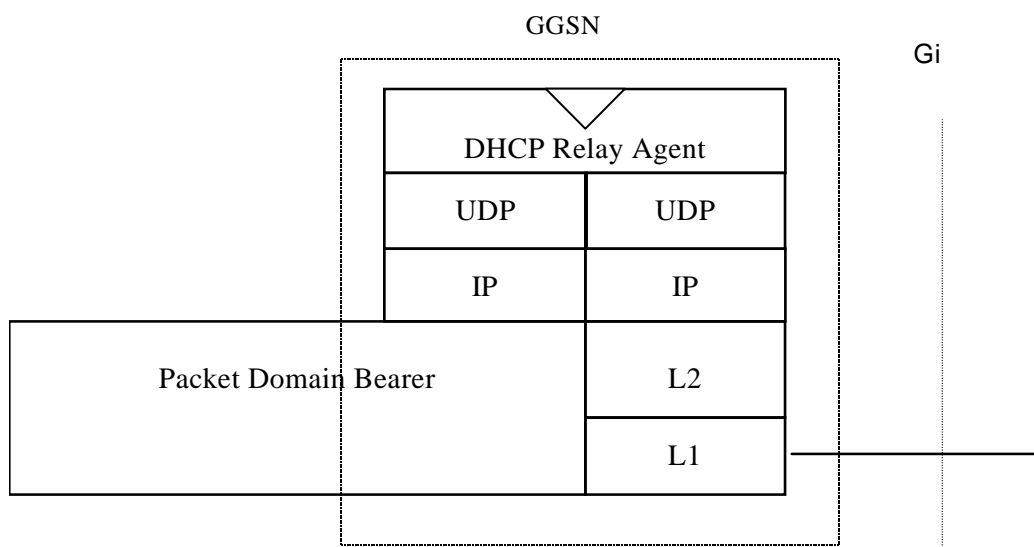 GGSN
Gi
DHCP Relay Agent
UDP
UDP
IP
IP
Packet Domain Bearer
L2
L1